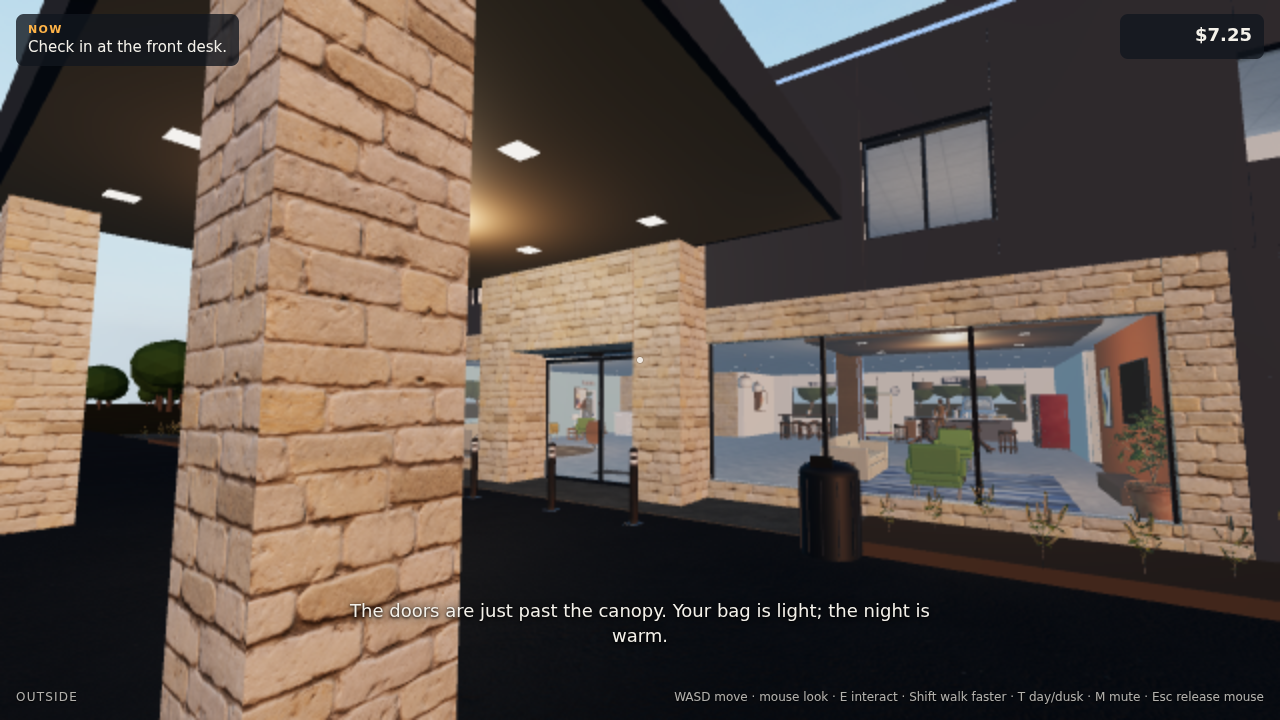 NOW
Check in at the front desk.
$7.25
The doors are just past the canopy. Your bag is light; the night is
warm.
OUTSIDE
WASD move · mouse look · E interact · Shift walk faster · T day/dusk · M mute · Esc release mouse